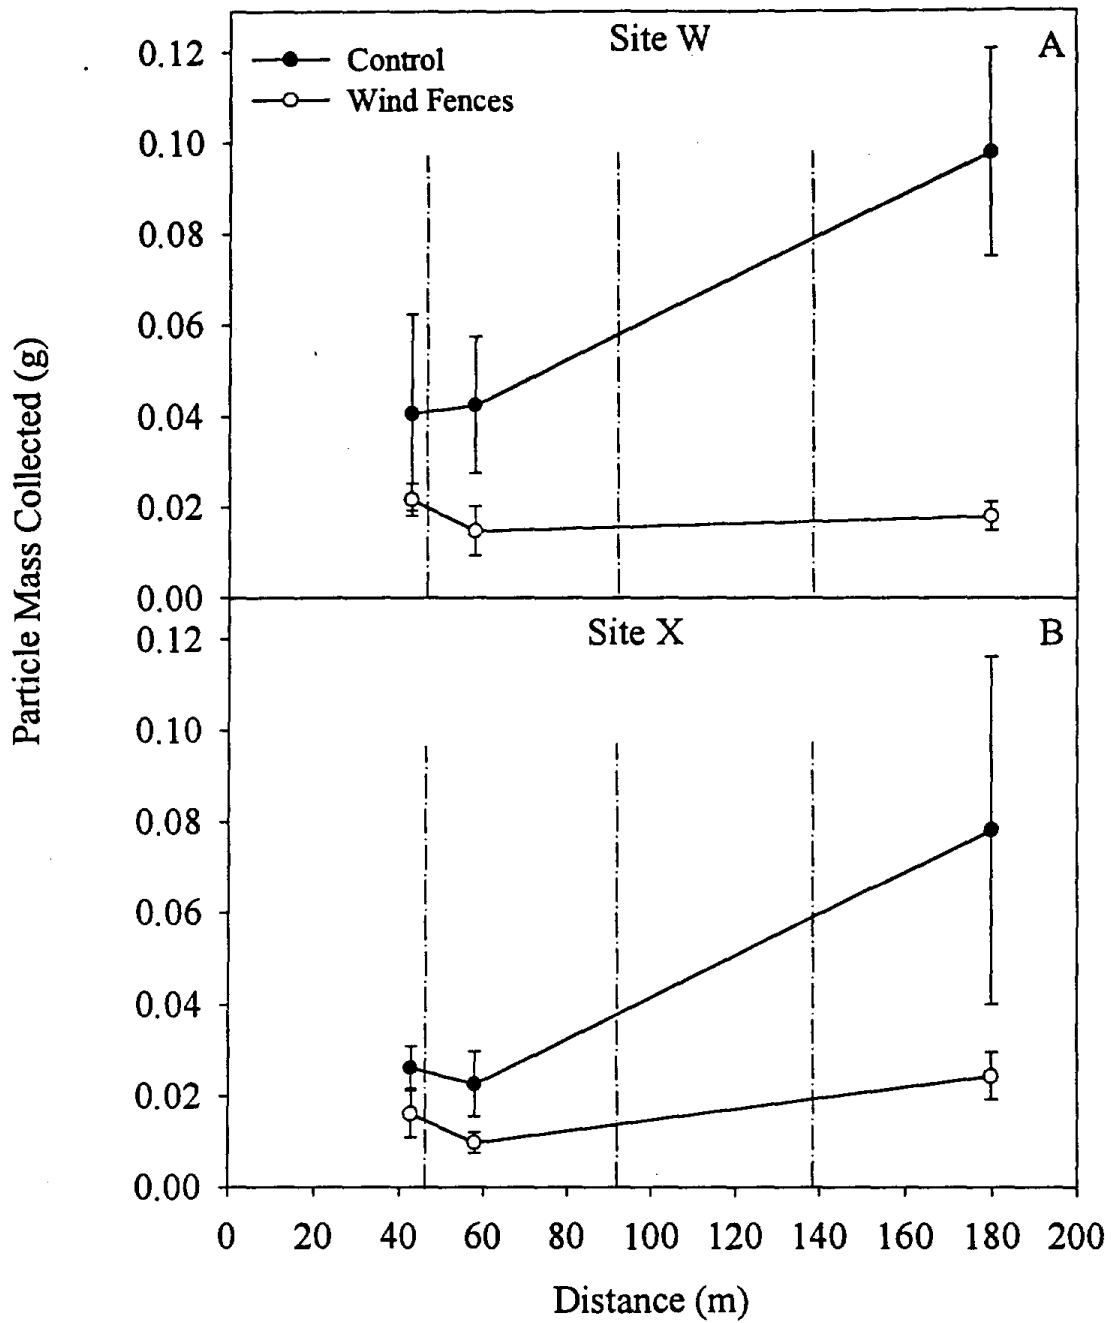 Site W
A
Control
Wind Fences
0.12
0.10
0.08
0.06
0.04
0.02
0.00
Particle Mass Collected (g)
Site X
B
0.12
0.10
0.08
0.06
0.04
0.02
0.00
0 20 40 60 80 100 120 140 160 180 200
Distance (m)